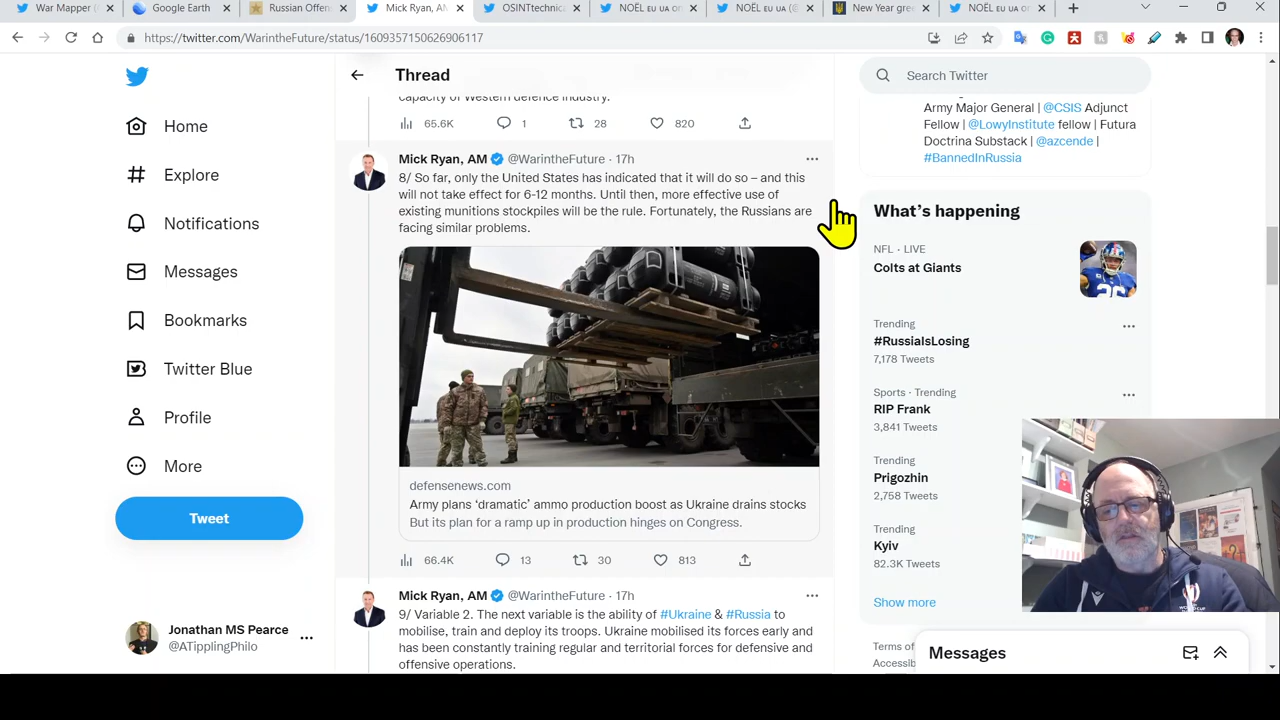 War Mapper (
Google Earth
Russian Offen
Mick Ryan, AM
OSINTtechnic
NOËL EU UA on
NOËL EU UA (@
New Year gree
NOËL EU UA on
https://twitter.com/WarintheFuture/status/1609357150626906117
Home
Explore
Notifications
Messages
Bookmarks
Twitter Blue
Profile
More
Tweet
Jonathan MS Pearce
@ATipplingPhilo
Thread
capacity of Western defence industry.
65.6K 1 28 820
Mick Ryan, AM @WarintheFuture · 17h
8/ So far, only the United States has indicated that it will do so – and this
will not take effect for 6-12 months. Until then, more effective use of
existing munitions stockpiles will be the rule. Fortunately, the Russians are
facing similar problems.
defensenews.com
Army plans ‘dramatic’ ammo production boost as Ukraine drains stocks
But its plan for a ramp up in production hinges on Congress.
66.4K 13 30 813
Mick Ryan, AM @WarintheFuture · 17h
9/ Variable 2. The next variable is the ability of #Ukraine & #Russia to
mobilise, train and deploy its troops. Ukraine mobilised its forces early and
has been constantly training regular and territorial forces for defensive and
offensive operations.
Search Twitter
Army Major General | @CSIS Adjunct
Fellow | @LowyInstitute fellow | Futura
Doctrina Substack | @azcende |
#BannedInRussia
What’s happening
NFL · LIVE
Colts at Giants
Trending
#RussiaIsLosing
7,178 Tweets
Sports · Trending
RIP Frank
3,841 Tweets
Trending
Prigozhin
2,758 Tweets
Trending
Kyiv
82.3K Tweets
Show more
Terms of
Accessib
Messages